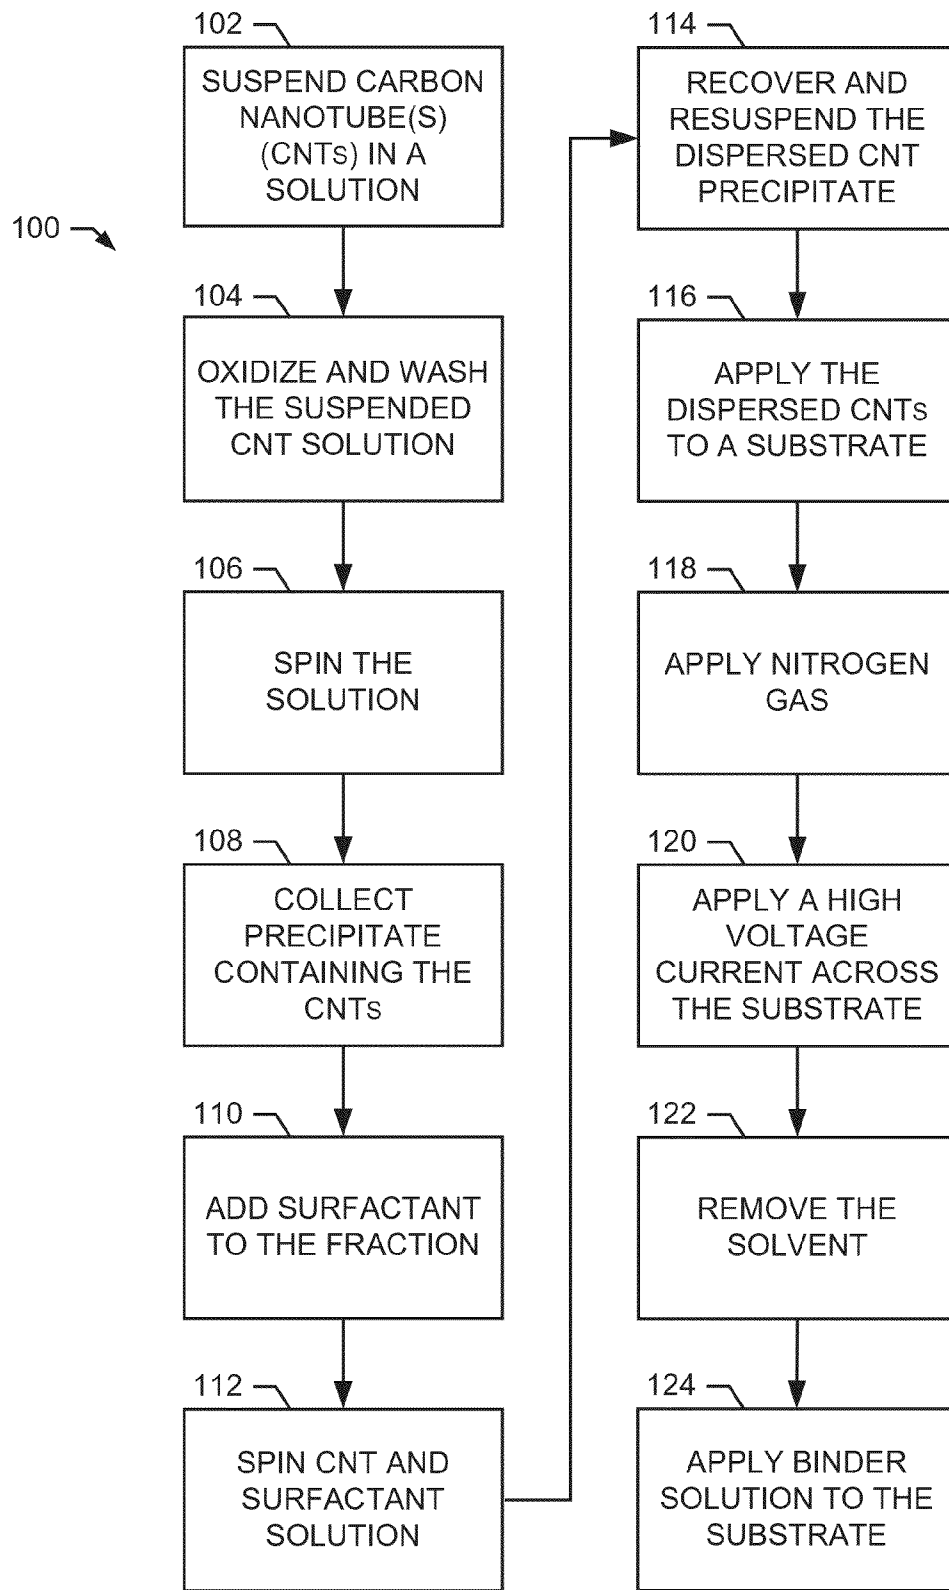 102
SUSPEND CARBON
NANOTUBE(S)
(CNTs) IN A
SOLUTION
100
104
OXIDIZE AND WASH
THE SUSPENDED
CNT SOLUTION
106
SPIN THE
SOLUTION
108
COLLECT
PRECIPITATE
CONTAINING THE
CNTs
110
ADD SURFACTANT
TO THE FRACTION
112
SPIN CNT AND
SURFACTANT
SOLUTION
114
RECOVER AND
RESUSPEND THE
DISPERSED CNT
PRECIPITATE
116
APPLY THE
DISPERSED CNTs
TO A SUBSTRATE
118
APPLY NITROGEN
GAS
120
APPLY A HIGH
VOLTAGE
CURRENT ACROSS
THE SUBSTRATE
122
REMOVE THE
SOLVENT
124
APPLY BINDER
SOLUTION TO THE
SUBSTRATE